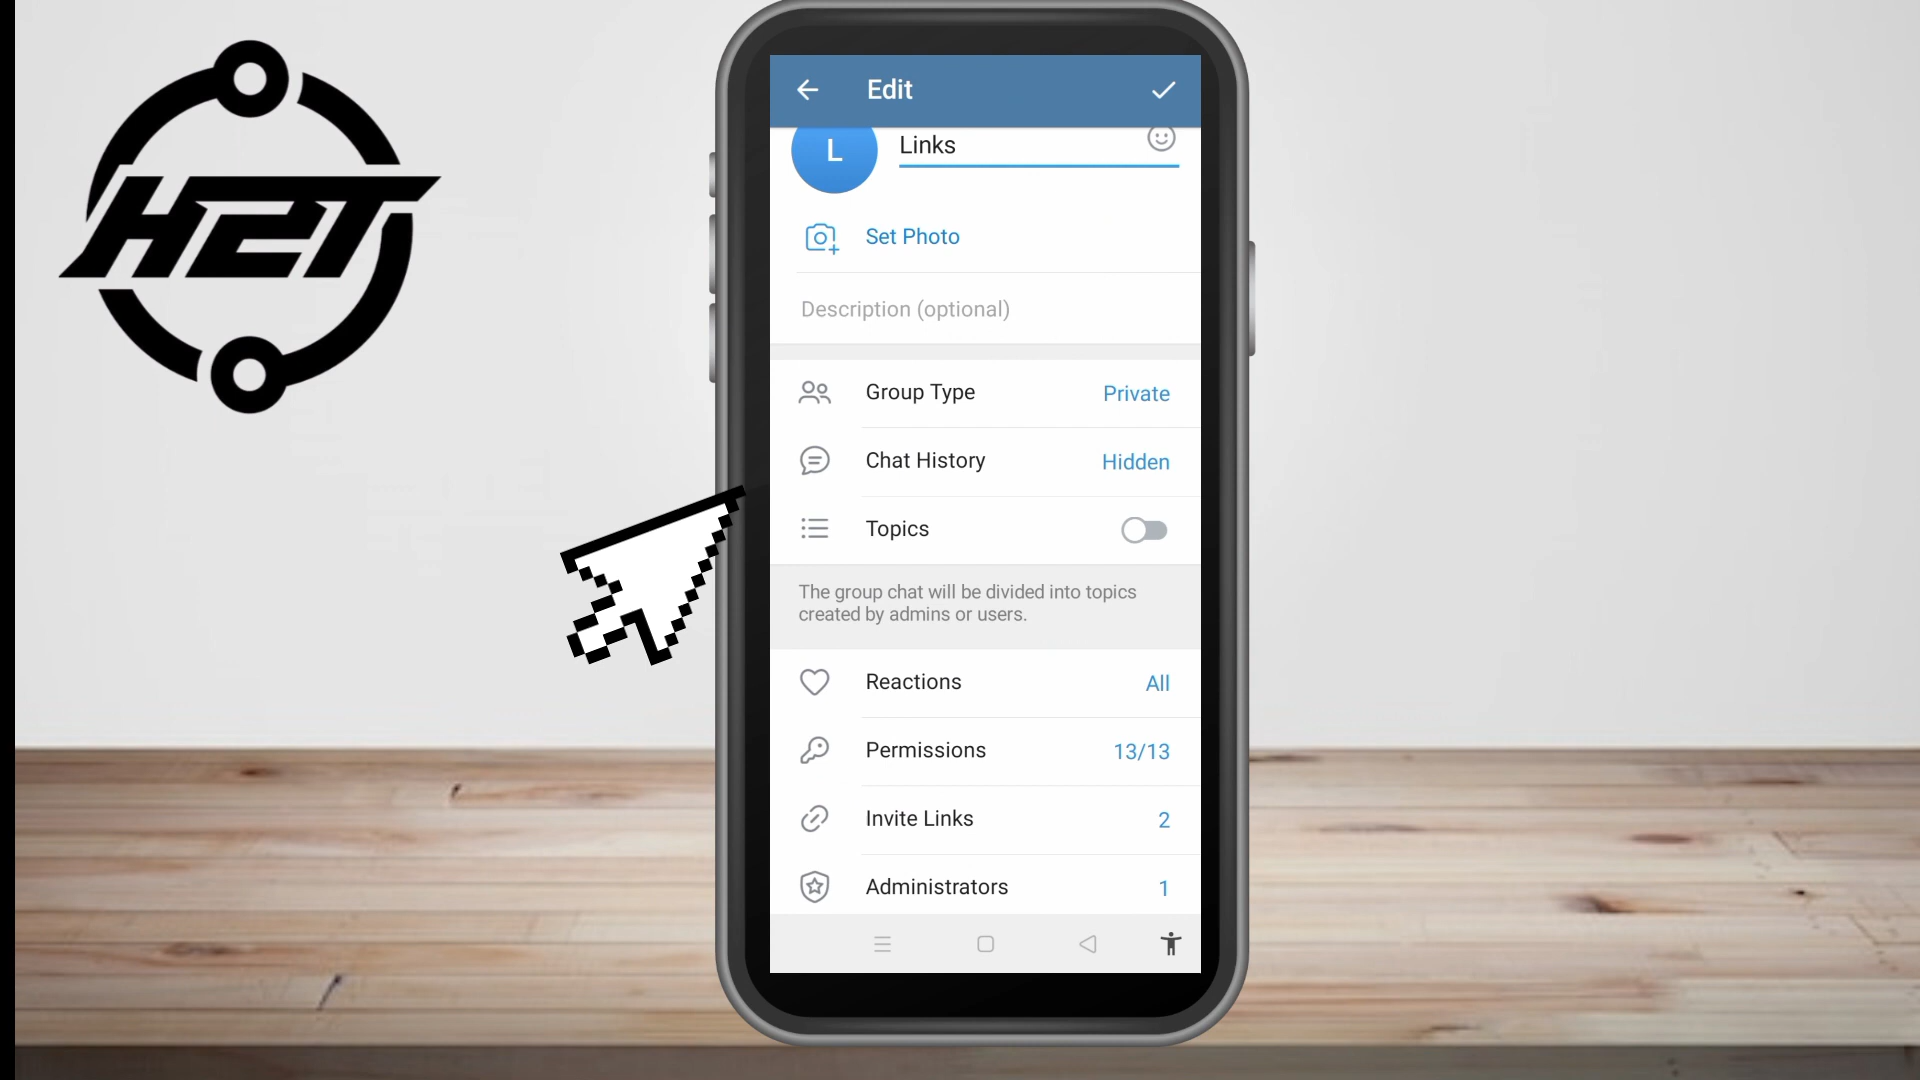 H2T
Edit
L
Links
Set Photo
Description (optional)
Group Type
Private
Chat History
Hidden
Topics
The group chat will be divided into topics
created by admins or users.
Reactions
All
Permissions
13/13
Invite Links
2
Administrators
1